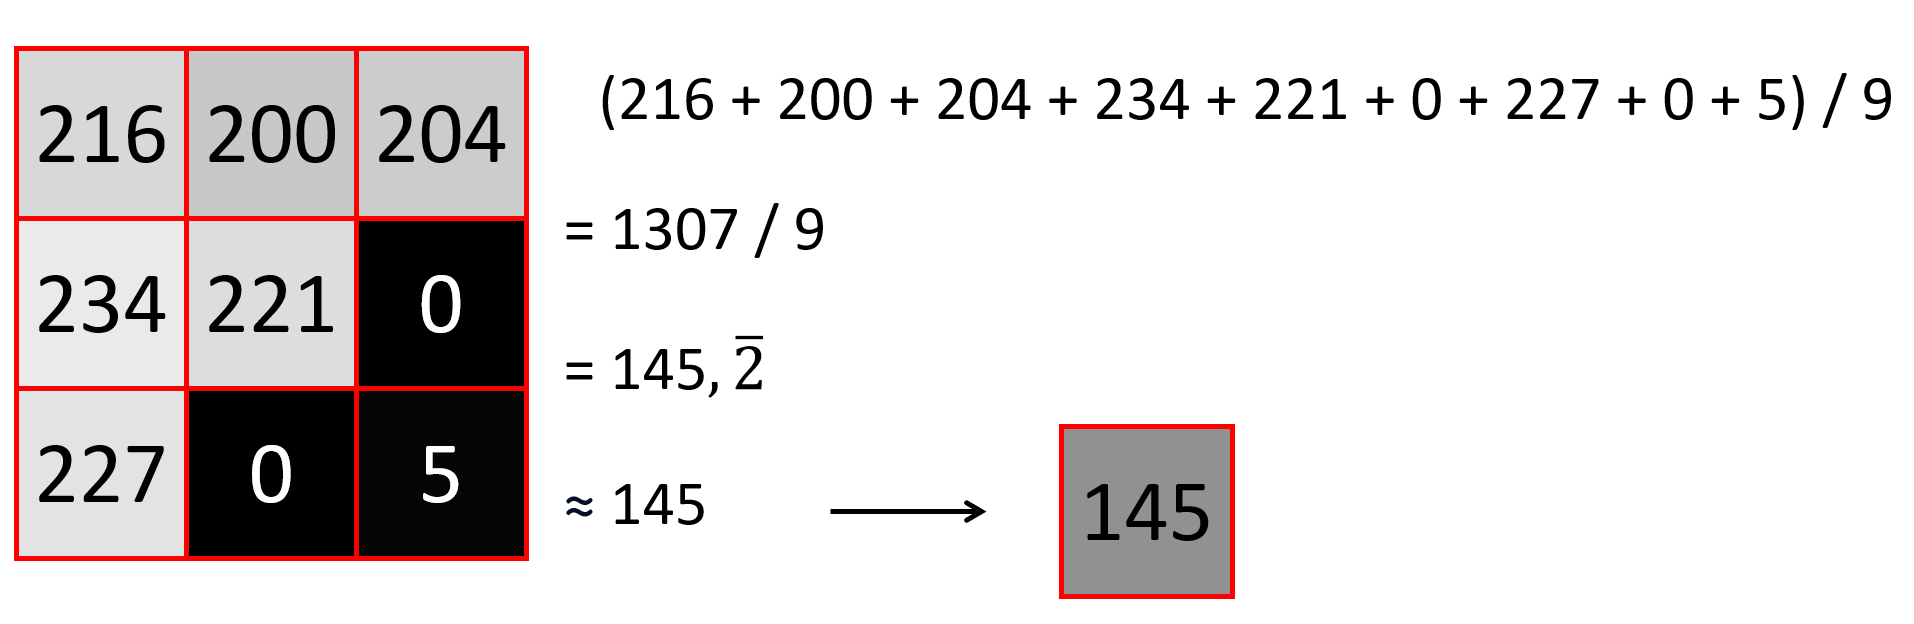 216 200 204
234 221 0
227 0 5
(216 + 200 + 204 + 234 + 221 + 0 + 227 + 0 + 5) / 9
= 1307 / 9
= 145, 2̅
≈ 145
145